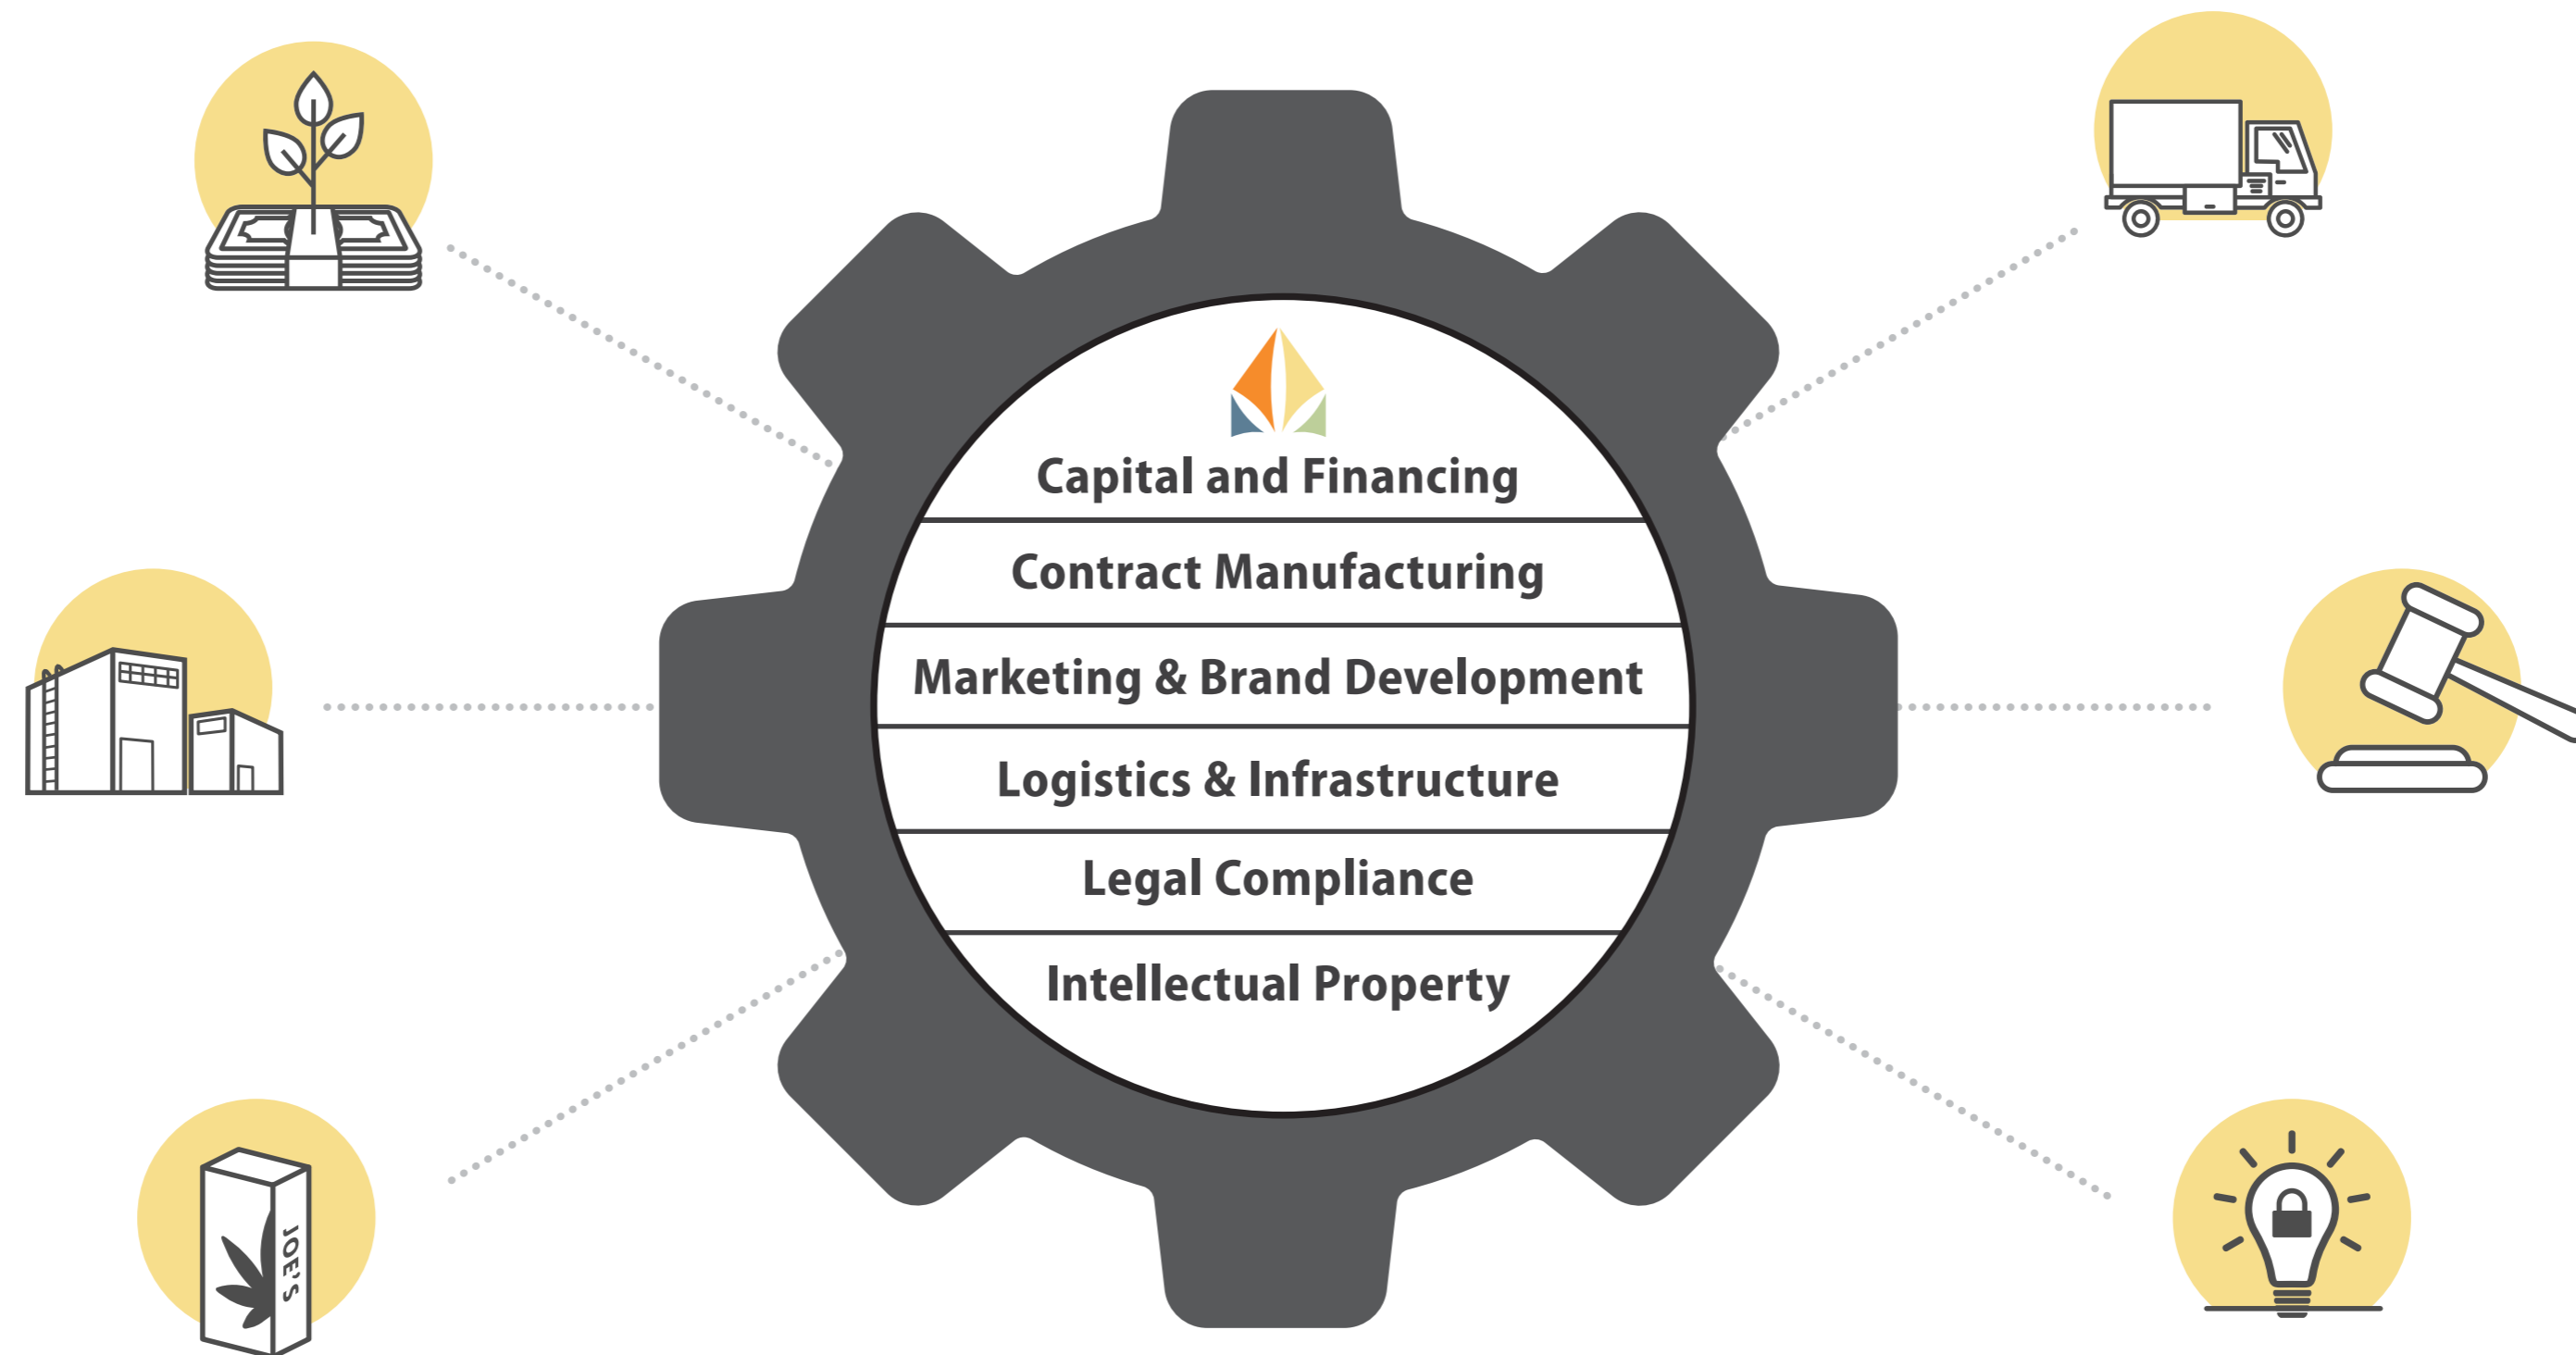 Capital and Financing
Contract Manufacturing
Marketing & Brand Development
Logistics & Infrastructure
Legal Compliance
Intellectual Property
JOE'S